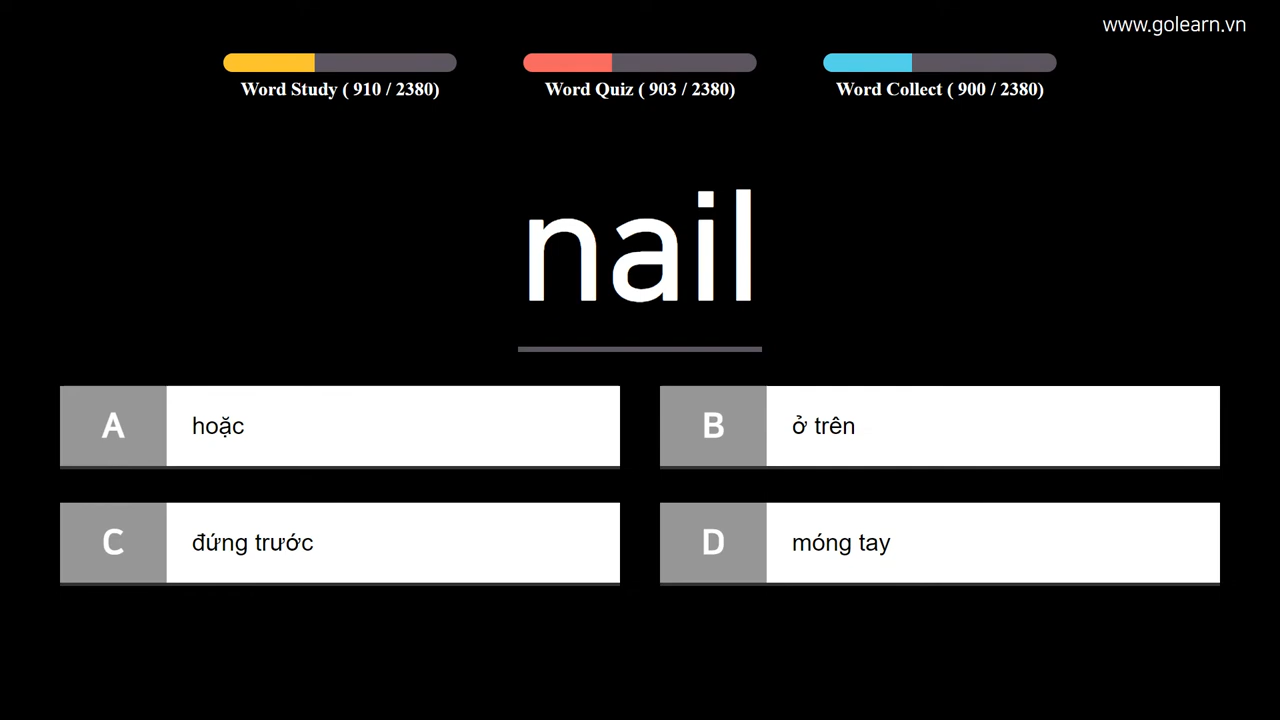 www.golearn.vn
Word Study ( 910 / 2380)
Word Quiz ( 903 / 2380)
Word Collect ( 900 / 2380)
nail
A hoặc
B ở trên
C đứng trước
D móng tay